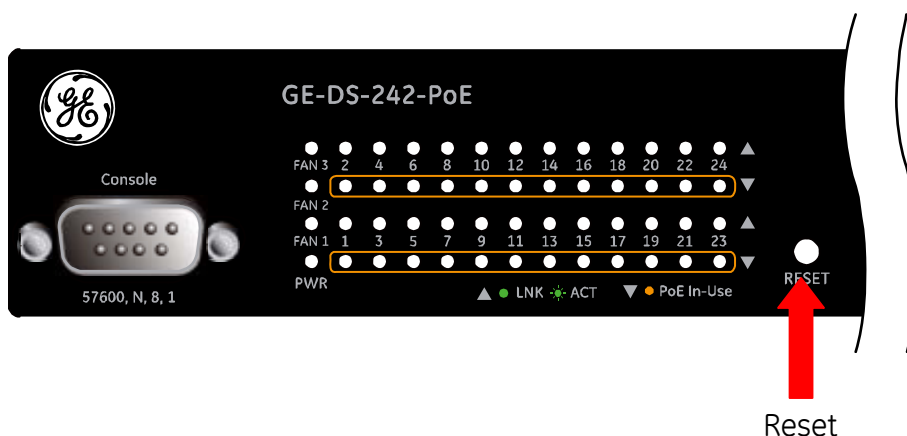 GE
GE-DS-242-PoE
Console
57600, N, 8, 1
FAN 3 2 4 6 8 10 12 14 16 18 20 22 24
FAN 2
FAN 1 1 3 5 7 9 11 13 15 17 19 21 23
PWR
LNK ACT PoE In-Use
RESET
Reset